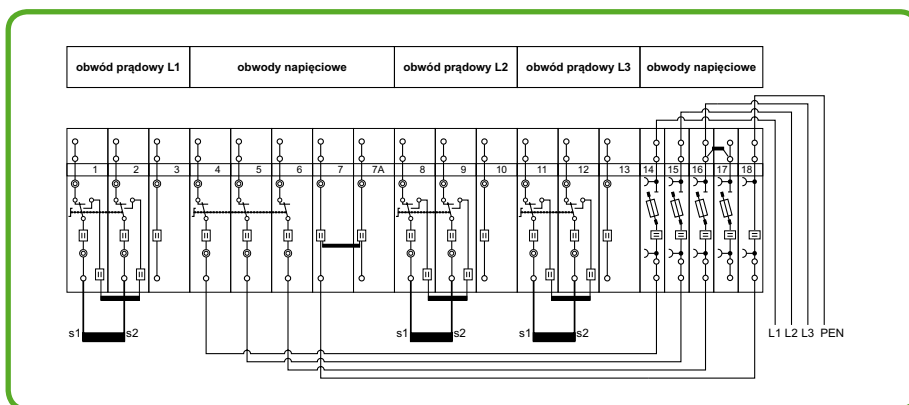 obwód prądowy L1 obwody napięciowe obwód prądowy L2 obwód prądowy L3 obwody napięciowe
1 2 3 4 5 6 7 7A 8 9 10 11 12 13 14 15 16 17 18
s1 s2 s1 s2 s1 s2 L1 L2 L3 PEN